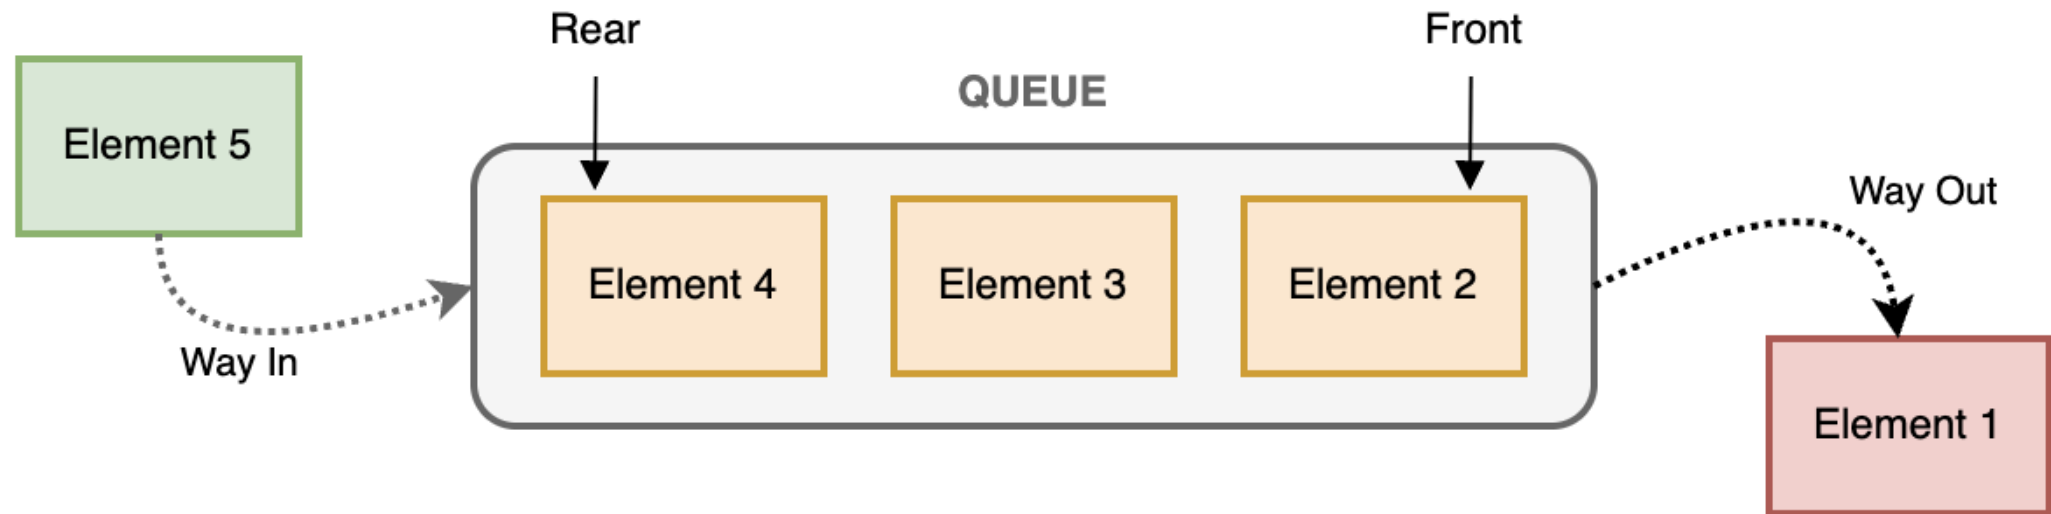 Rear
Front
QUEUE
Element 5
Way Out
Element 4
Element 3
Element 2
Way In
Element 1